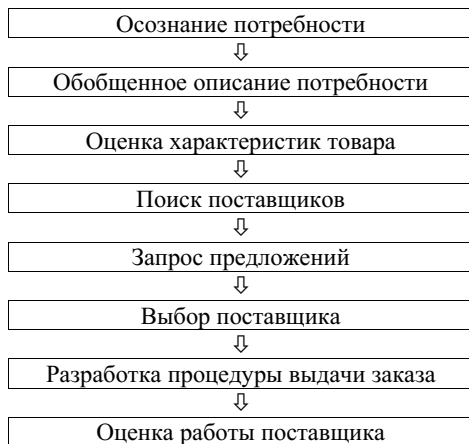 Осознание потребности
⇩
Обобщенное описание потребности
⇩
Оценка характеристик товара
⇩
Поиск поставщиков
⇩
Запрос предложений
⇩
Выбор поставщика
⇩
Разработка процедуры выдачи заказа
⇩
Оценка работы поставщика